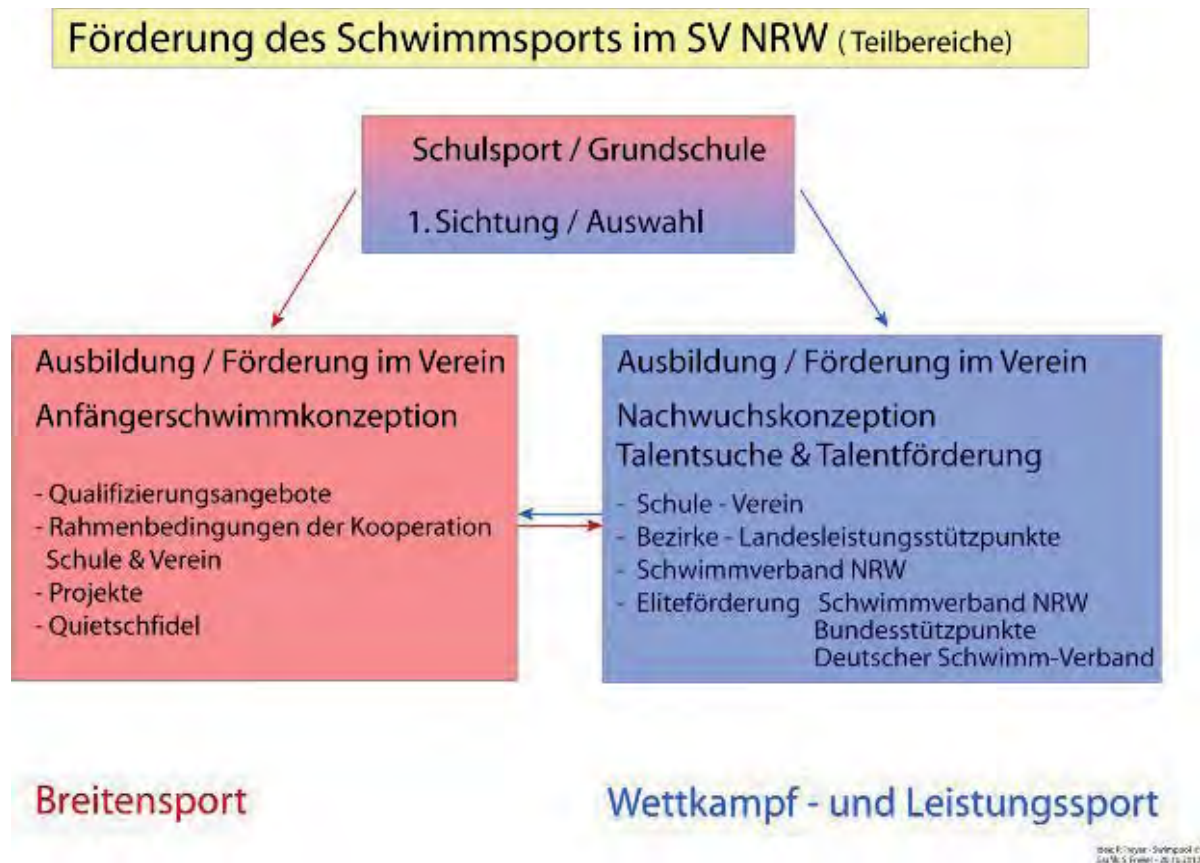 Förderung des Schwimmsports im SV NRW ( Teilbereiche)
Schulsport / Grundschule
1. Sichtung / Auswahl
Ausbildung / Förderung im Verein
Anfängerschwimmkonzeption
- Qualifizierungsangebote
- Rahmenbedingungen der Kooperation
Schule & Verein
- Projekte
- Quietschfidel
Ausbildung / Förderung im Verein
Nachwuchskonzeption
Talentsuche & Talentförderung
- Schule - Verein
- Bezirke - Landesleistungsstützpunkte
- Schwimmverband NRW
- Eliteförderung Schwimmverband NRW
Bundesstützpunkte
Deutscher Schwimm-Verband
Breitensport
Wettkampf - und Leistungssport